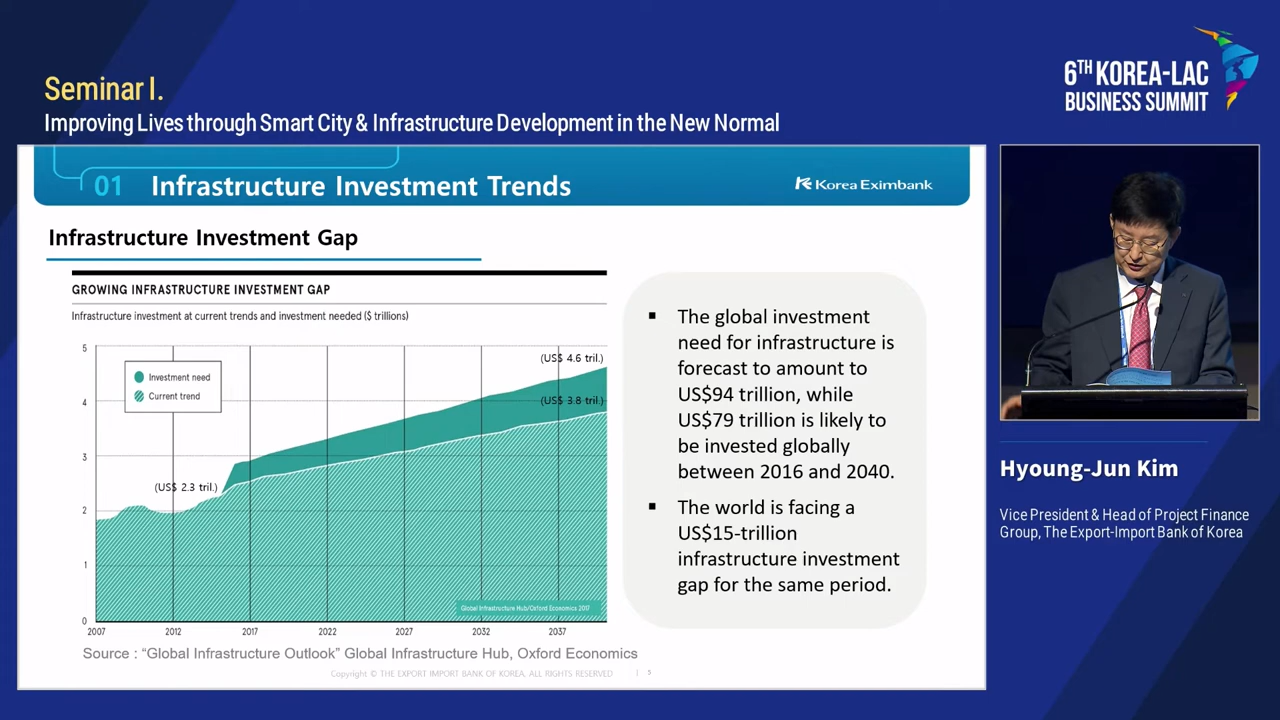 Seminar I.
Improving Lives through Smart City & Infrastructure Development in the New Normal
6TH KOREA-LAC
BUSINESS SUMMIT
01 Infrastructure Investment Trends
Korea Eximbank
Infrastructure Investment Gap
GROWING INFRASTRUCTURE INVESTMENT GAP
Infrastructure investment at current trends and investment needed ($ trillions)
5
4
3
2
1
0
Investment need
Current trend
(US$ 4.6 tril.)
(US$ 3.8 tril.)
(US$ 2.3 tril.)
Global Infrastructure Hub/Oxford Economics 2017
2007 2012 2017 2022 2027 2032 2037
Source : “Global Infrastructure Outlook” Global Infrastructure Hub, Oxford Economics
▪ The global investment
need for infrastructure is
forecast to amount to
US$94 trillion, while
US$79 trillion is likely to
be invested globally
between 2016 and 2040.
▪ The world is facing a
US$15-trillion
infrastructure investment
gap for the same period.
Copyright © THE EXPORT IMPORT BANK OF KOREA. ALL RIGHTS RESERVED | 5
Hyoung-Jun Kim
Vice President & Head of Project Finance
Group, The Export-Import Bank of Korea